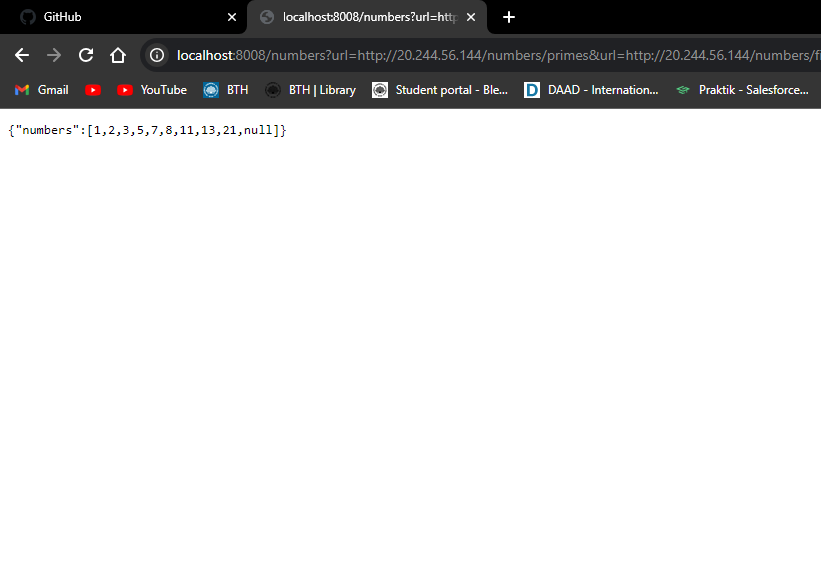 GitHub
localhost:8008/numbers?url=http
localhost:8008/numbers?url=http://20.244.56.144/numbers/primes&url=http://20.244.56.144/numbers/fi
Gmail YouTube BTH BTH | Library Student portal - Ble... D DAAD - Internation... Praktik - Salesforce...
{"numbers":[1,2,3,5,7,8,11,13,21,null]}